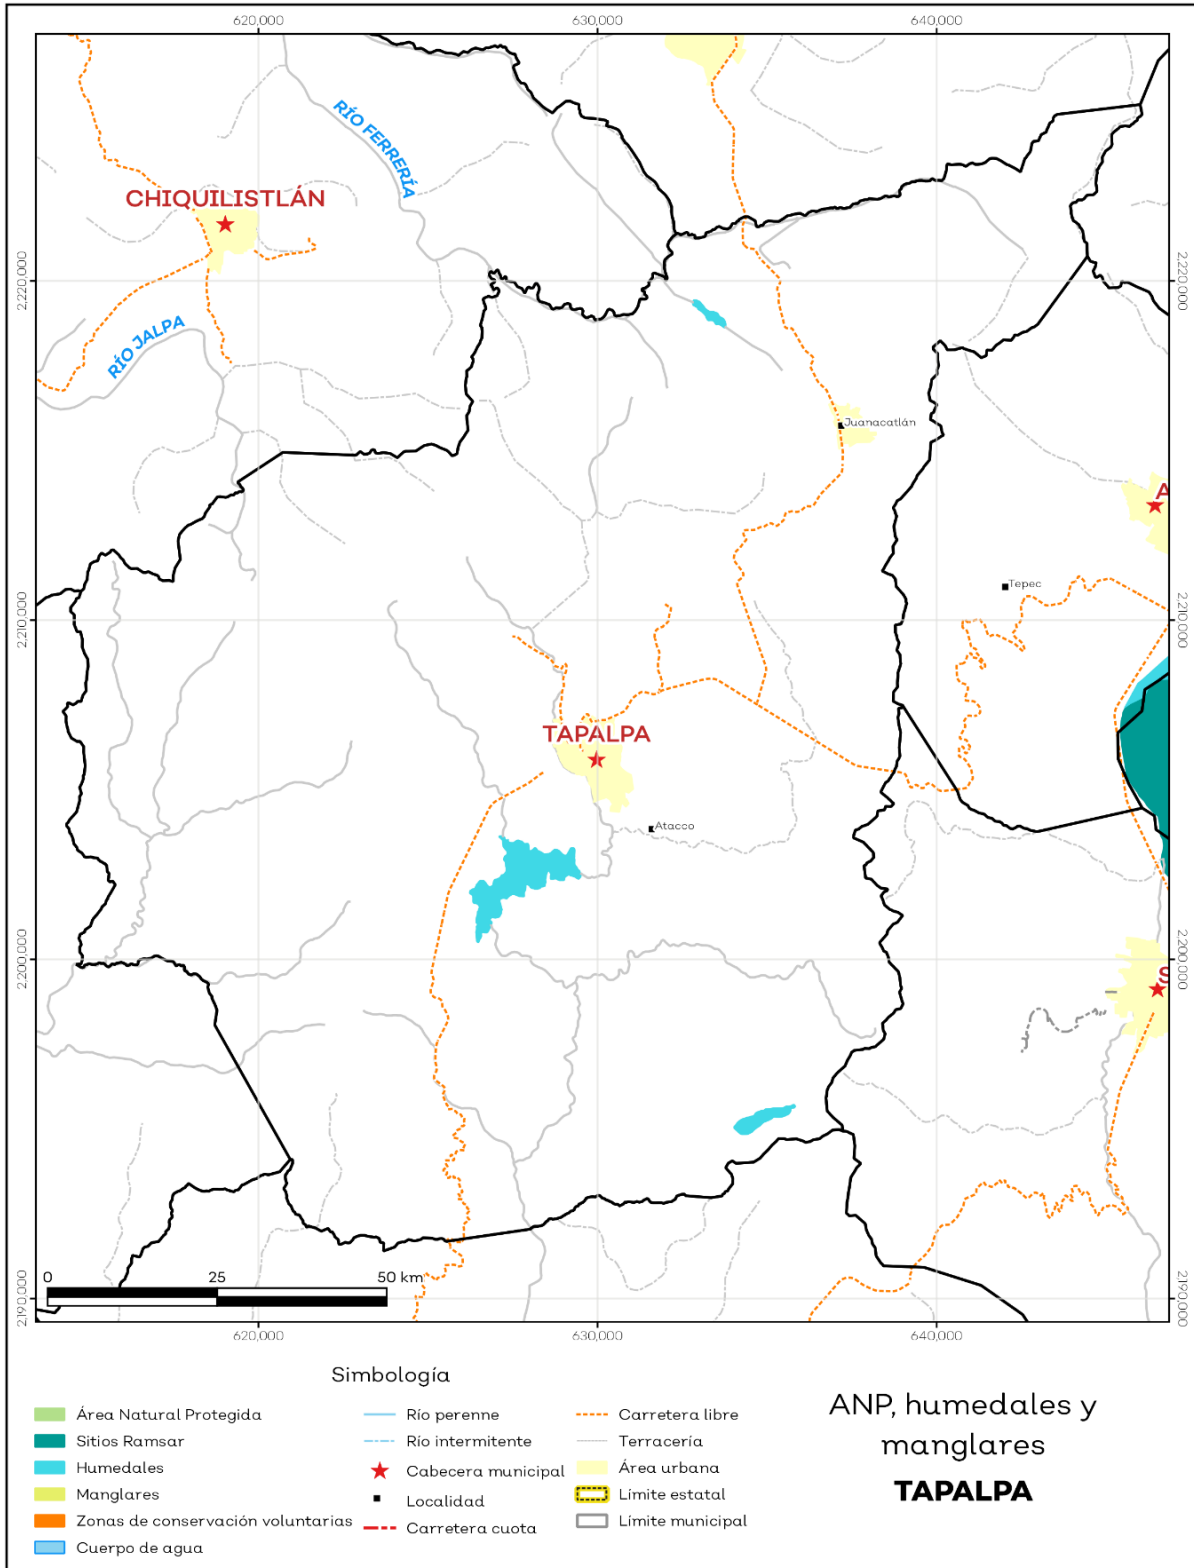 620,000
630,000
640,000
RÍO FERRERÍA
CHIQUILISTLÁN
2,220,000
2,220,000
RÍO JALPA
Juanacatlán
A
Tepec
2,210,000
2,210,000
TAPALPA
Atacco
2,200,000
2,200,000
S
0 25 50 km
2,190,000
2,190,000
620,000
630,000
640,000
Simbología
Área Natural Protegida
Sitios Ramsar
Humedales
Manglares
Zonas de conservación voluntarias
Cuerpo de agua
Río perenne
Río intermitente
Cabecera municipal
Localidad
Carretera cuota
Carretera libre
Terracería
Área urbana
Límite estatal
Límite municipal
ANP, humedales y
manglares
TAPALPA